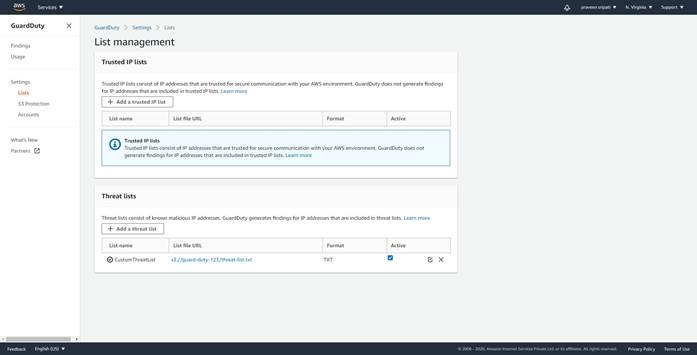 aws
Services
praveen sripati
N. Virginia
Support
GuardDuty
GuardDuty
Settings
Lists
List management
Findings
Usage
Settings
Lists
S3 Protection
Accounts
What's New
Partners
Trusted IP lists
Trusted IP lists consist of IP addresses that are trusted for secure communication with your AWS environment. GuardDuty does not generate findings
for IP addresses that are included in trusted IP lists. Learn more
+ Add a trusted IP list
List name
List file URL
Format
Active
Trusted IP lists
Trusted IP lists consist of IP addresses that are trusted for secure communication with your AWS environment. GuardDuty does not
generate findings for IP addresses that are included in trusted IP lists. Learn more
Threat lists
Threat lists consist of known malicious IP addresses. GuardDuty generates findings for IP addresses that are included in threat lists. Learn more
+ Add a threat list
List name
List file URL
Format
Active
CustomThreatList
s3://guard-duty-123/threat-list.txt
TXT
Feedback
English (US)
© 2008 - 2020, Amazon Internet Services Private Ltd. or its affiliates. All rights reserved.
Privacy Policy
Terms of Use